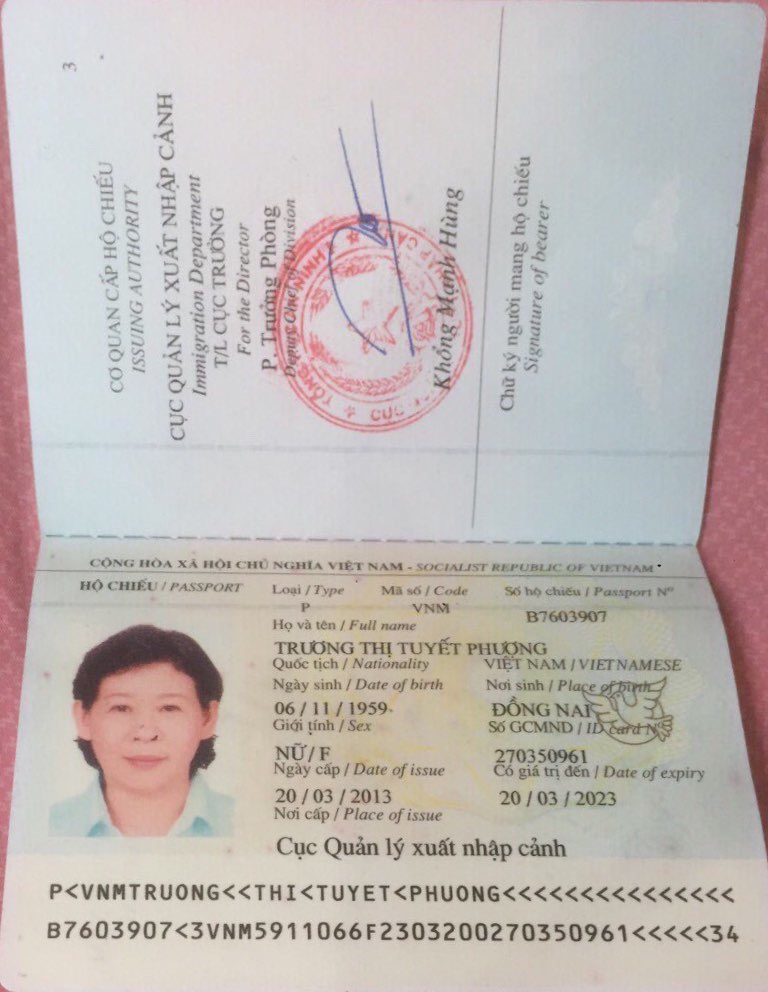 3
CƠ QUAN CẤP HỘ CHIẾU
ISSUING AUTHORITY
CỤC QUẢN LÝ XUẤT NHẬP CẢNH
Immigration Department
T/L CỤC TRƯỞNG
For the Director
P. Trưởng Phòng
Deputy Chief of Division
Khổng Mạnh Hùng
Chữ ký người mang hộ chiếu
Signature of bearer
CỘNG HÒA XÃ HỘI CHỦ NGHĨA VIỆT NAM - SOCIALIST REPUBLIC OF VIETNAM
HỘ CHIẾU / PASSPORT Loại / Type Mã số / Code Số hộ chiếu / Passport Nº
P VNM B7603907
Họ và tên / Full name
TRƯƠNG THỊ TUYẾT PHƯỢNG
Quốc tịch / Nationality VIỆT NAM / VIETNAMESE
Ngày sinh / Date of birth Nơi sinh / Place of birth
06 / 11 / 1959 ĐỒNG NAI
Giới tính / Sex Số GCMND / ID card Nº
NỮ / F 270350961
Ngày cấp / Date of issue Có giá trị đến / Date of expiry
20 / 03 / 2013 20 / 03 / 2023
Nơi cấp / Place of issue
Cục Quản lý xuất nhập cảnh
P<VNMTRUONG<<THI<TUYET<PHUONG<<<<<<<<<<<<<<<
B7603907<3VNM5911066F2303200270350961<<<<<34